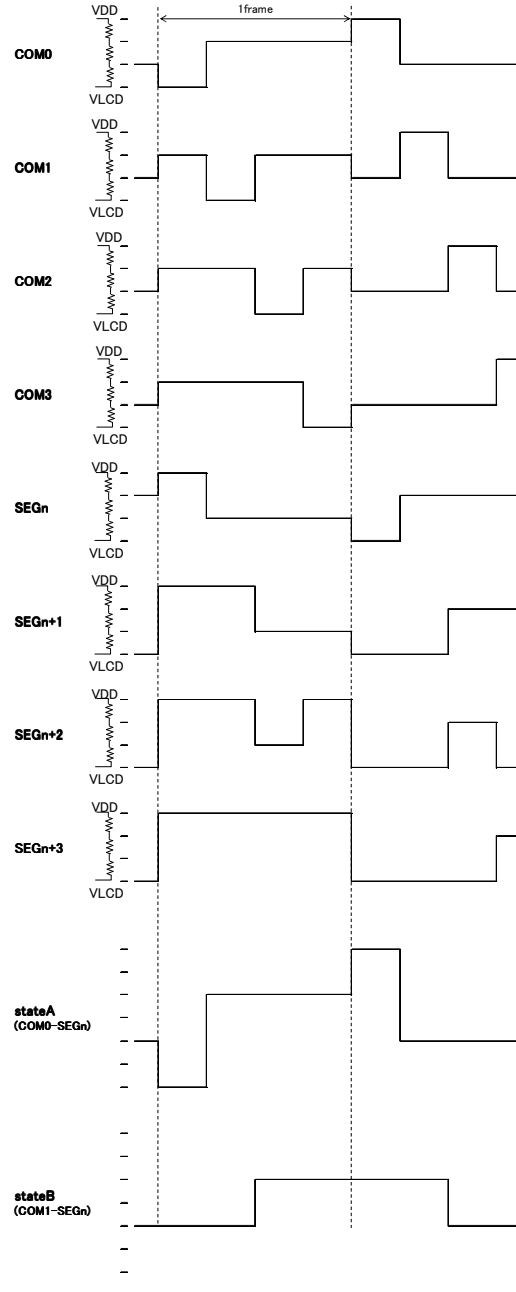 1frame
VDD
COM0
VLCD
VDD
COM1
VLCD
VDD
COM2
VLCD
VDD
COM3
VLCD
VDD
SEGn
VLCD
VDD
SEGn+1
VLCD
VDD
SEGn+2
VLCD
VDD
SEGn+3
VLCD
stateA
(COM0-SEGn)
stateB
(COM1-SEGn)